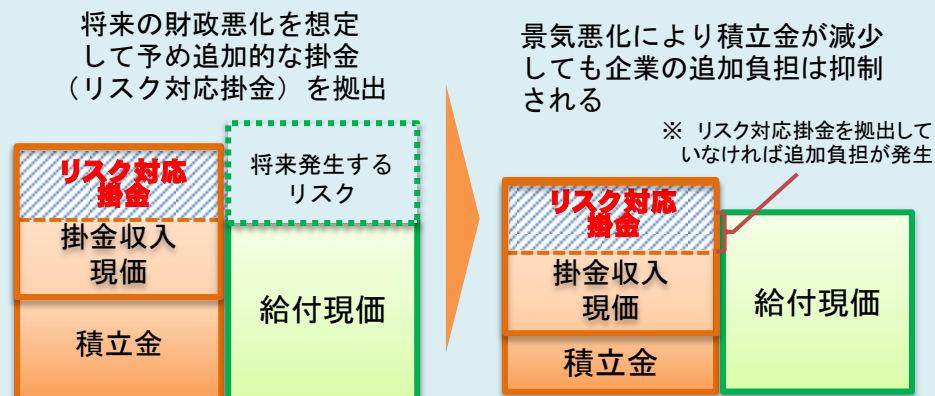 将来の財政悪化を想定
して予め追加的な掛金
（リスク対応掛金）を拠出
リスク対応
掛金
掛金収入
現価
積立金
将来発生する
リスク
給付現価
景気悪化により積立金が減少
しても企業の追加負担は抑制
される
※ リスク対応掛金を拠出して
いなければ追加負担が発生
リスク対応
掛金
掛金収入
現価
積立金
給付現価